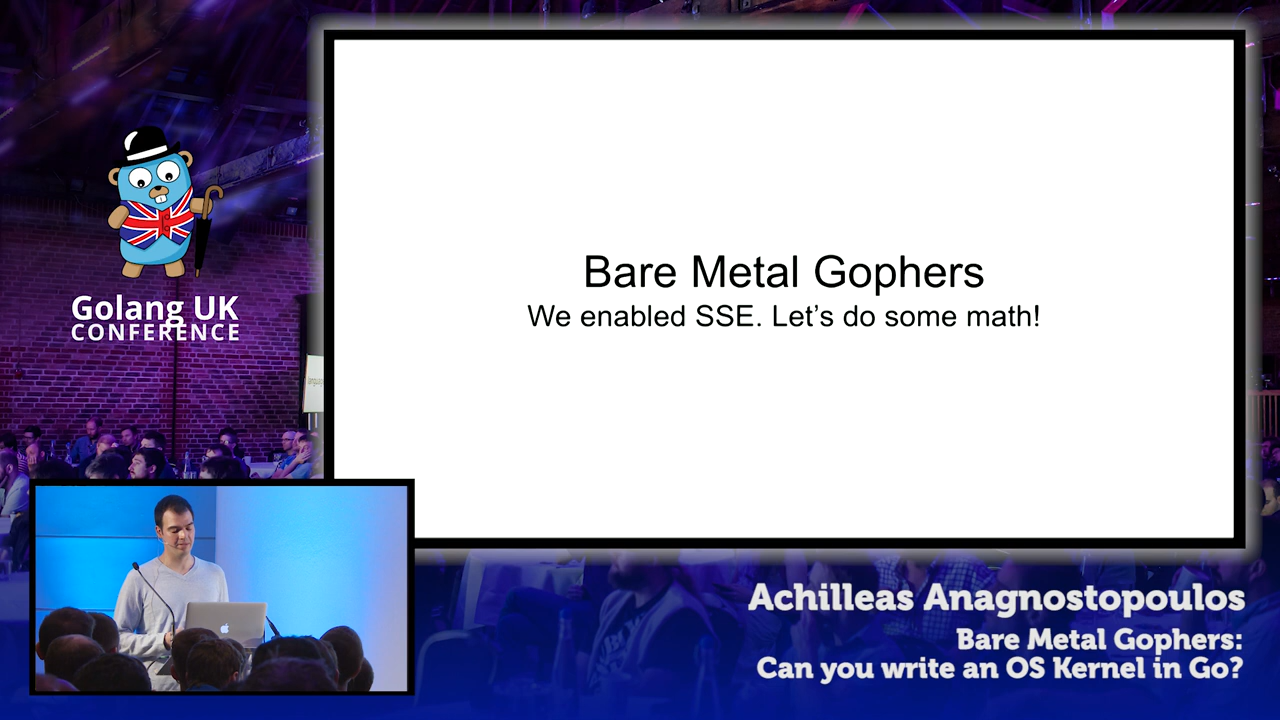 Golang UK
CONFERENCE
Bare Metal Gophers
We enabled SSE. Let's do some math!
Achilleas Anagnostopoulos
Bare Metal Gophers:
Can you write an OS Kernel in Go?